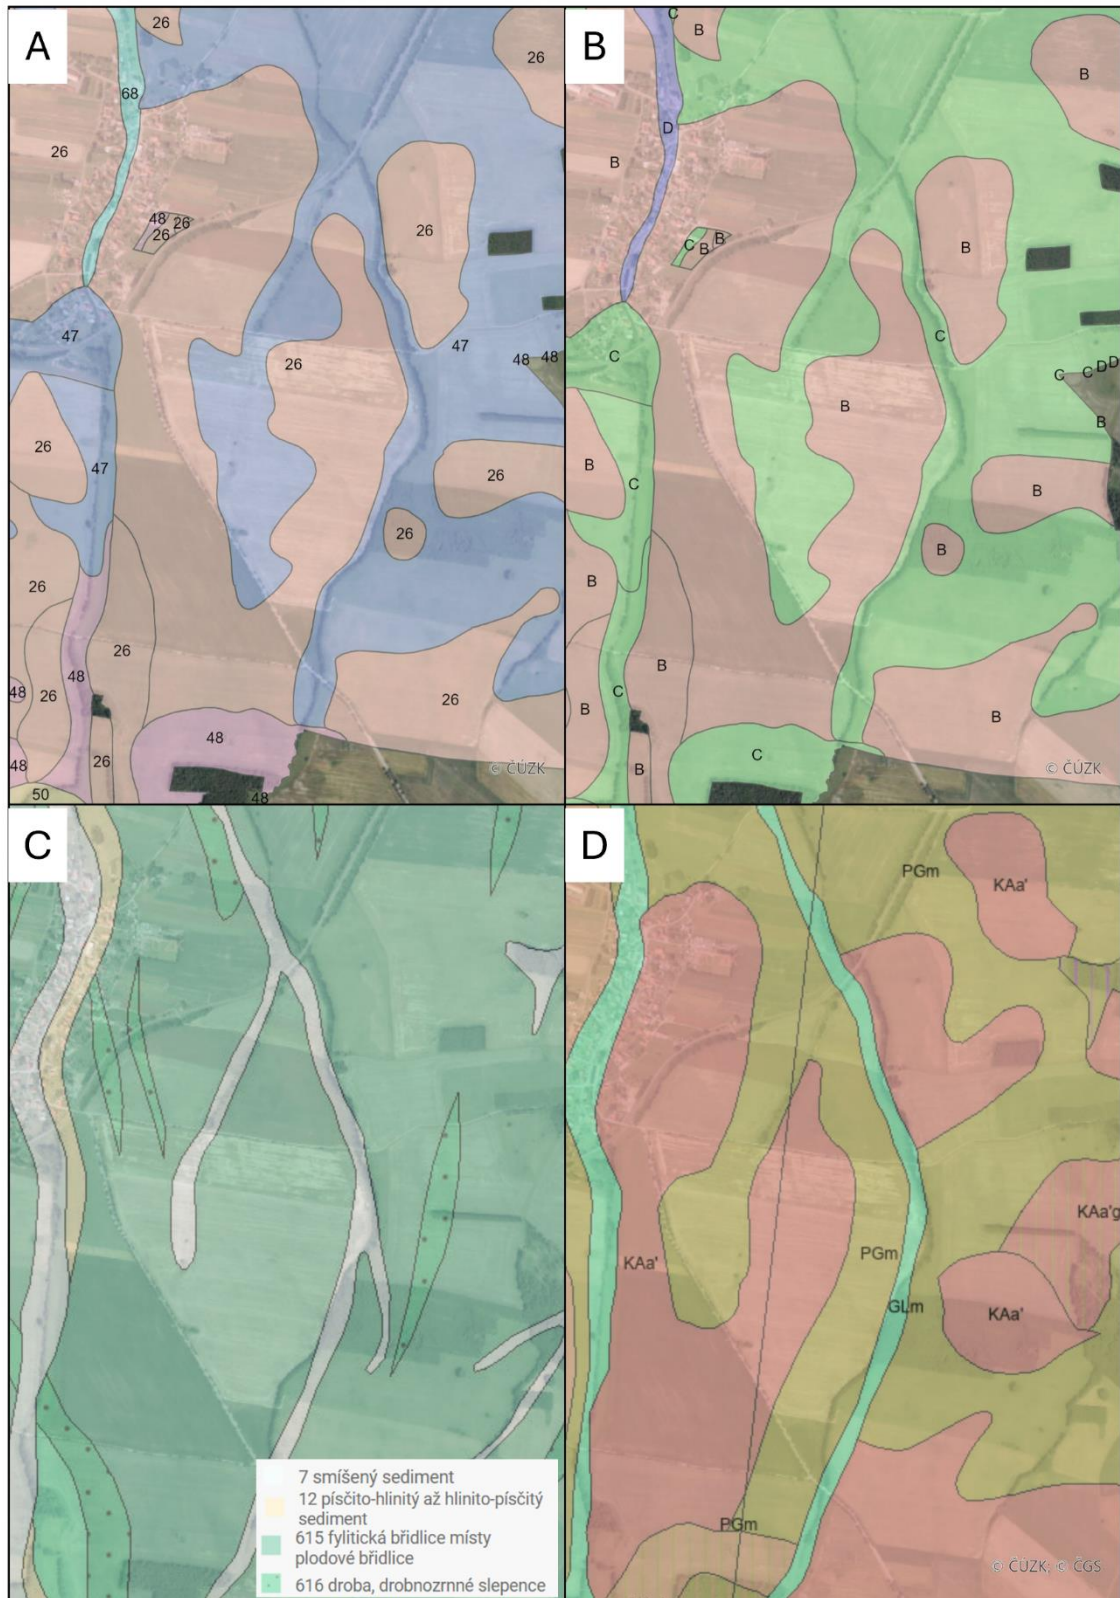 A
26
26
68
26
48
26
26
26
47
47
26
48
48
26
47
26
26
26
26
48
26
48
26
48
48
26
50
48
© ČÚZK
B
C
B
B
D
B
C
B
B
B
C
C
C
C
D
D
B
B
B
C
B
B
B
B
C
B
B
B
C
B
© ČÚZK
C
7 smíšený sediment
12 písčito-hlinitý až hlinito-písčitý
sediment
615 fylitická břidlice místy
plodové břidlice
616 droba, drobnozrnné slepence
D
PGm
KAa'
KAa'g
KAa'
PGm
GLm
KAa'
PGm
© ČÚZK; © ČGS